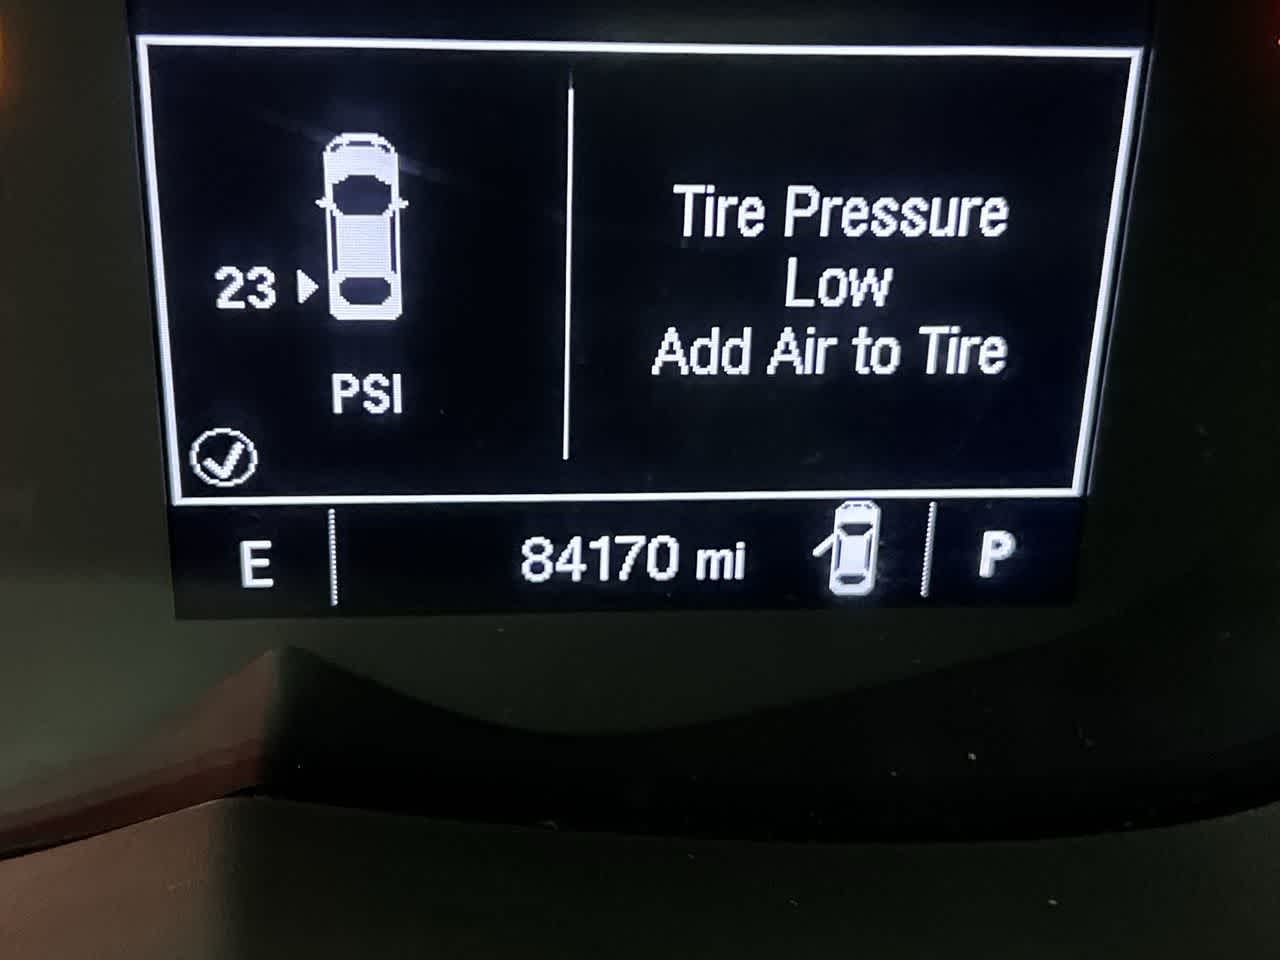 Tire Pressure
Low
Add Air to Tire
23
PSI
E
84170 mi
P